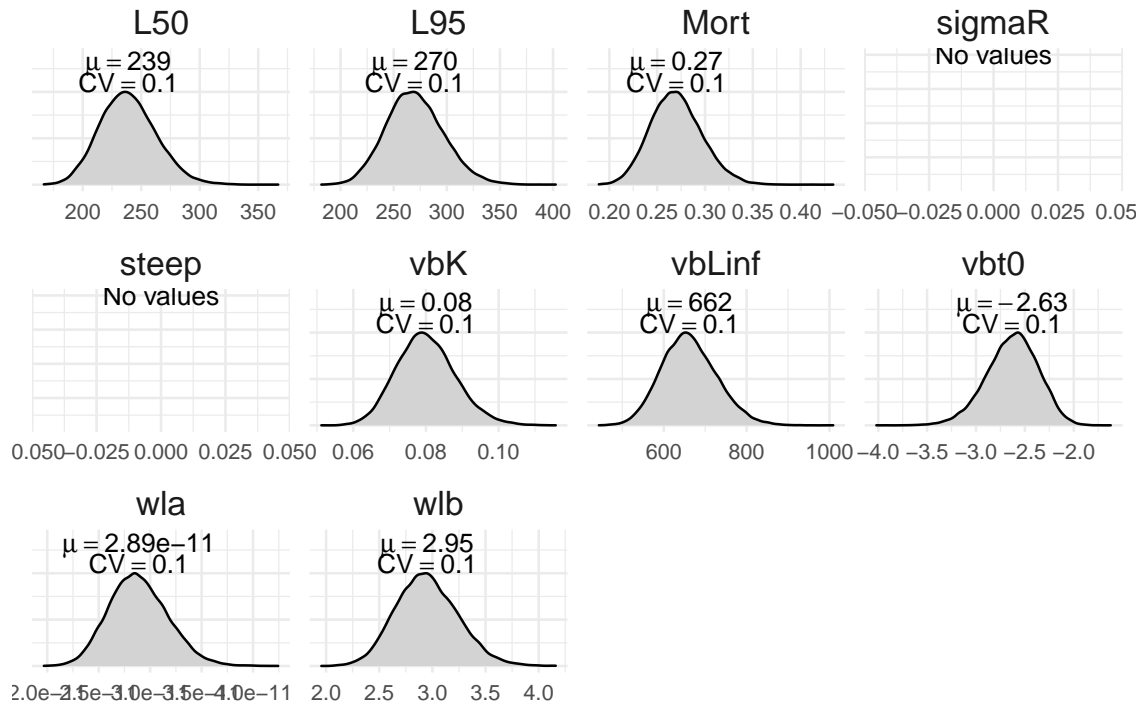 L50 L95 Mort sigmaR
μ = 239 μ = 270 μ = 0.27 No values
CV = 0.1 CV = 0.1 CV = 0.1
200 250 300 350 200 250 300 350 400 0.20 0.25 0.30 0.35 0.40 −0.050 −0.025 0.000 0.025 0.05
steep vbK vbLinf vbt0
No values μ = 0.08 μ = 662 μ = −2.63
CV = 0.1 CV = 0.1 CV = 0.1
0.050 −0.025 0.000 0.025 0.050 0.06 0.08 0.10 600 800 1000 −4.0 −3.5 −3.0 −2.5 −2.0
wla wlb
μ = 2.89e−11 μ = 2.95
CV = 0.1 CV = 0.1
2.0 2.5 3.0 3.5 4.0